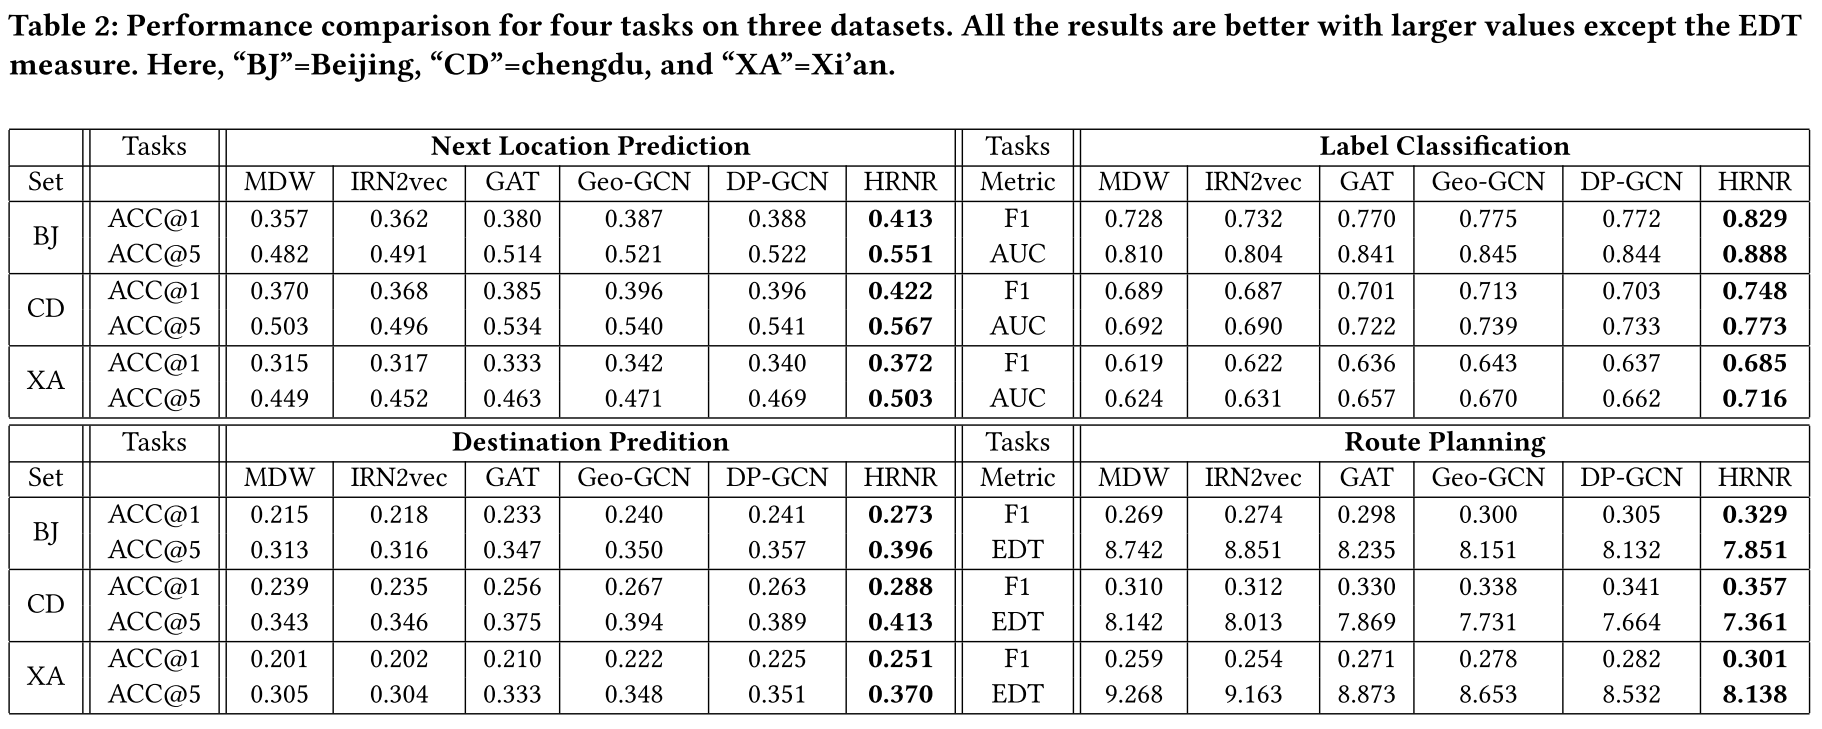 Table 2: Performance comparison for four tasks on three datasets. All the results are better with larger values except the EDT
measure. Here, “BJ”=Beijing, “CD”=chengdu, and “XA”=Xi’an.
Tasks Next Location Prediction Tasks Label Classification
Set MDW IRN2vec GAT Geo-GCN DP-GCN HRNR Metric MDW IRN2vec GAT Geo-GCN DP-GCN HRNR
BJ ACC@1 0.357 0.362 0.380 0.387 0.388 0.413 F1 0.728 0.732 0.770 0.775 0.772 0.829
ACC@5 0.482 0.491 0.514 0.521 0.522 0.551 AUC 0.810 0.804 0.841 0.845 0.844 0.888
CD ACC@1 0.370 0.368 0.385 0.396 0.396 0.422 F1 0.689 0.687 0.701 0.713 0.703 0.748
ACC@5 0.503 0.496 0.534 0.540 0.541 0.567 AUC 0.692 0.690 0.722 0.739 0.733 0.773
XA ACC@1 0.315 0.317 0.333 0.342 0.340 0.372 F1 0.619 0.622 0.636 0.643 0.637 0.685
ACC@5 0.449 0.452 0.463 0.471 0.469 0.503 AUC 0.624 0.631 0.657 0.670 0.662 0.716
Tasks Destination Predition Tasks Route Planning
Set MDW IRN2vec GAT Geo-GCN DP-GCN HRNR Metric MDW IRN2vec GAT Geo-GCN DP-GCN HRNR
BJ ACC@1 0.215 0.218 0.233 0.240 0.241 0.273 F1 0.269 0.274 0.298 0.300 0.305 0.329
ACC@5 0.313 0.316 0.347 0.350 0.357 0.396 EDT 8.742 8.851 8.235 8.151 8.132 7.851
CD ACC@1 0.239 0.235 0.256 0.267 0.263 0.288 F1 0.310 0.312 0.330 0.338 0.341 0.357
ACC@5 0.343 0.346 0.375 0.394 0.389 0.413 EDT 8.142 8.013 7.869 7.731 7.664 7.361
XA ACC@1 0.201 0.202 0.210 0.222 0.225 0.251 F1 0.259 0.254 0.271 0.278 0.282 0.301
ACC@5 0.305 0.304 0.333 0.348 0.351 0.370 EDT 9.268 9.163 8.873 8.653 8.532 8.138